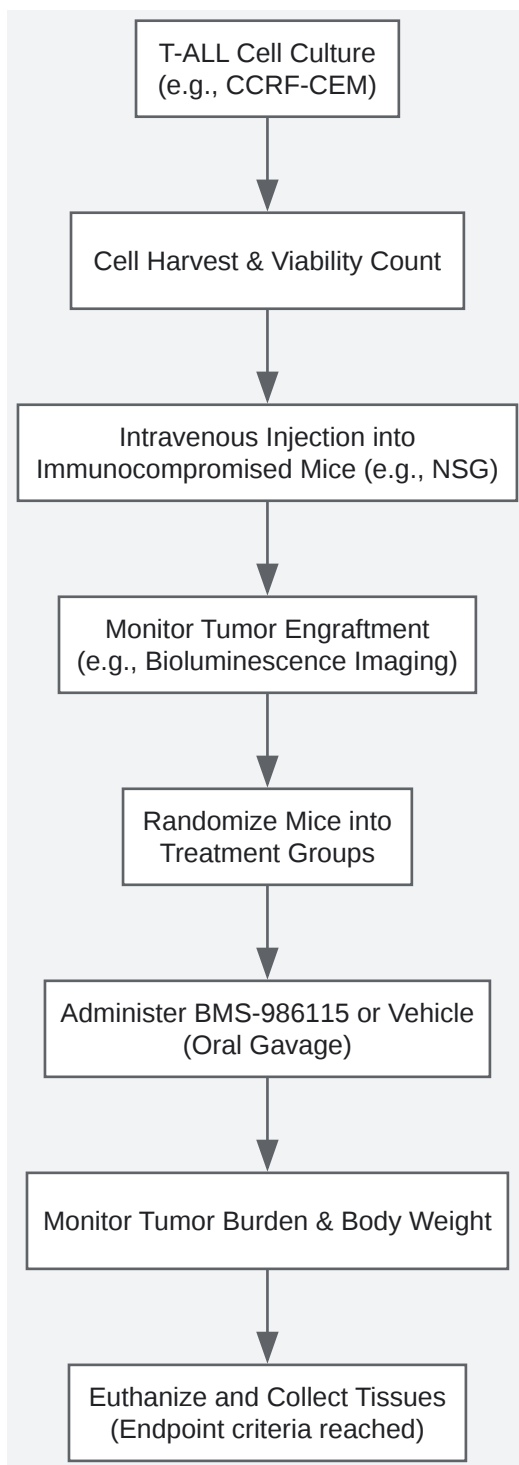 T-ALL Cell Culture
(e.g., CCRF-CEM)
Cell Harvest & Viability Count
Intravenous Injection into
Immunocompromised Mice (e.g., NSG)
Monitor Tumor Engraftment
(e.g., Bioluminescence Imaging)
Randomize Mice into
Treatment Groups
Administer BMS-986115 or Vehicle
(Oral Gavage)
Monitor Tumor Burden & Body Weight
Euthanize and Collect Tissues
(Endpoint criteria reached)